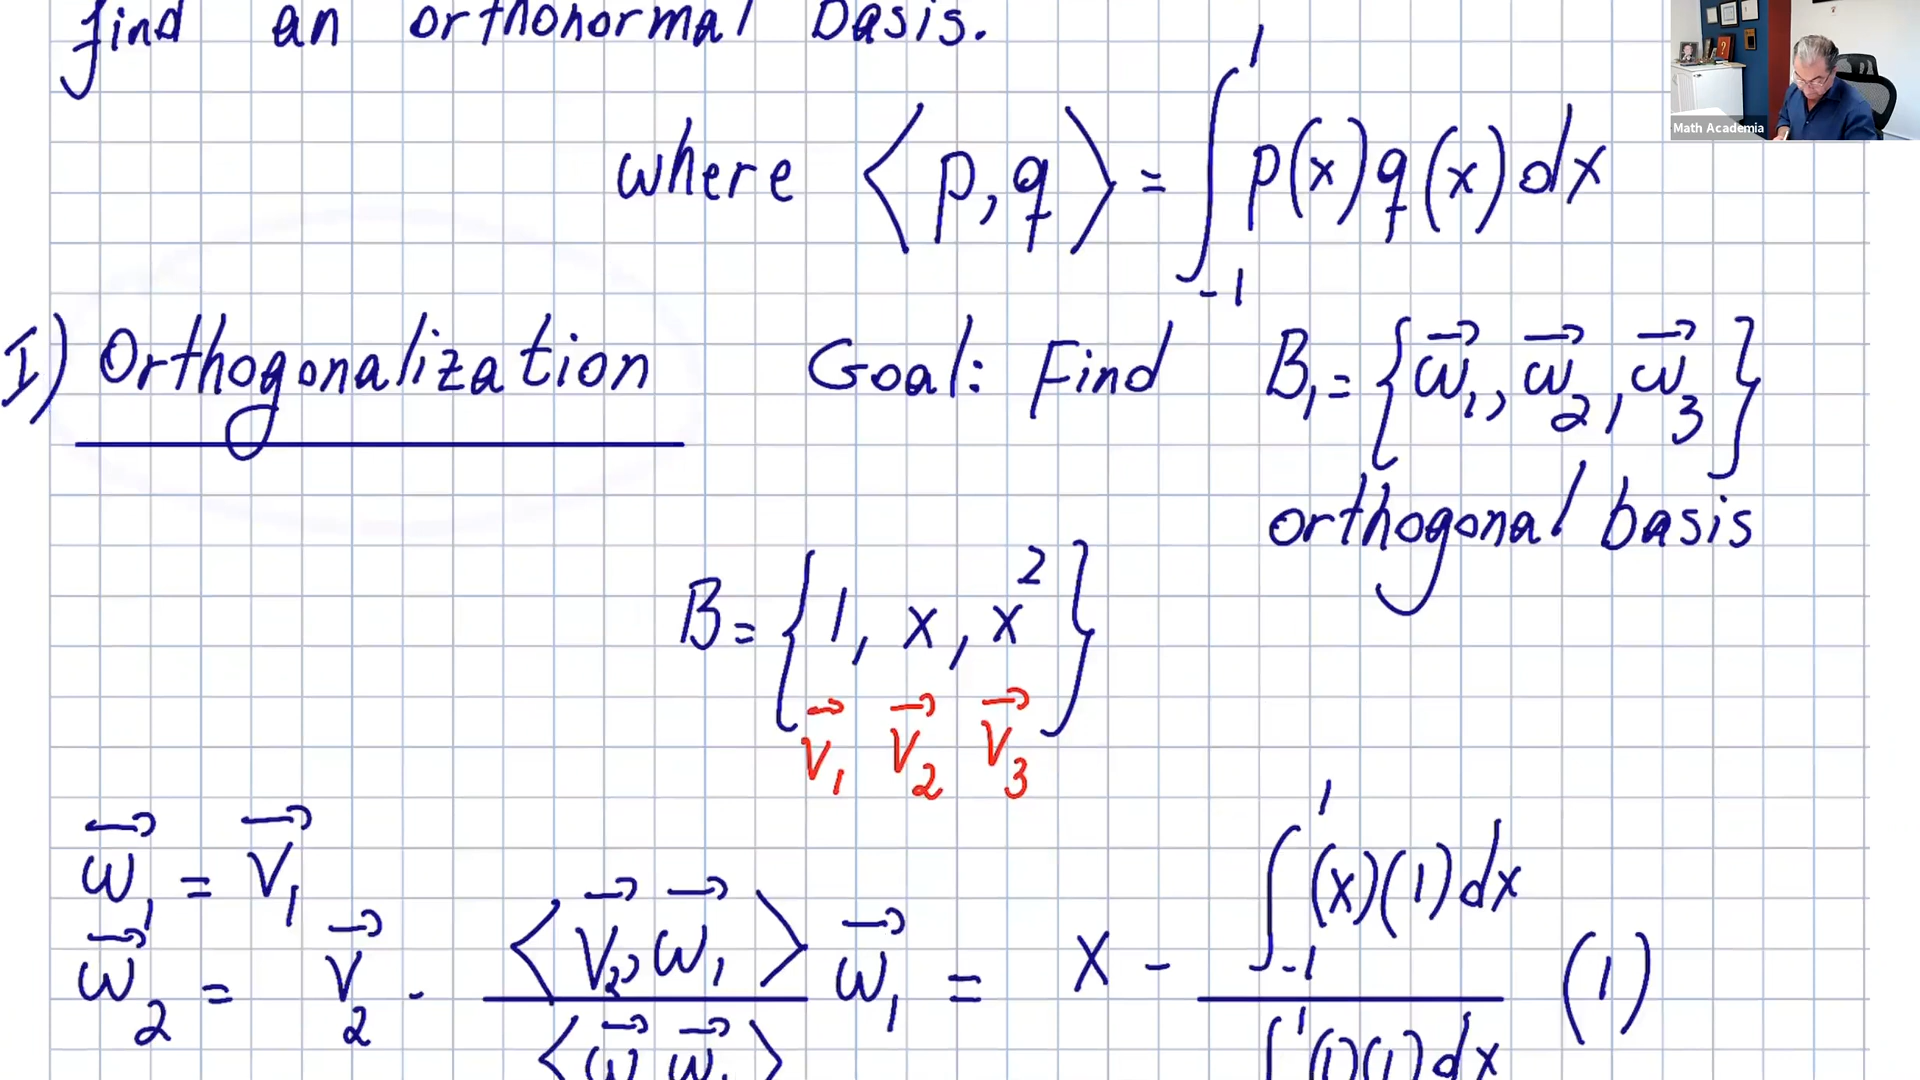 find an orthonormal basis.
where ⟨p,q⟩ = ∫₋₁¹ p(x)q(x)dx
Math Academia
I) Orthogonalization Goal: Find B₁ = {w⃗₁, w⃗₂, w⃗₃}
orthogonal basis
B = {1, x, x²}
v⃗₁ v⃗₂ v⃗₃
w⃗₁ = v⃗₁
w⃗₂ = v⃗₂ - ⟨v⃗₂, w⃗₁⟩ / ⟨w⃗ w⃗₁⟩ w⃗₁ = x - ∫₋₁¹ (x)(1)dx / ∫¹ (1)(1)dx (1)